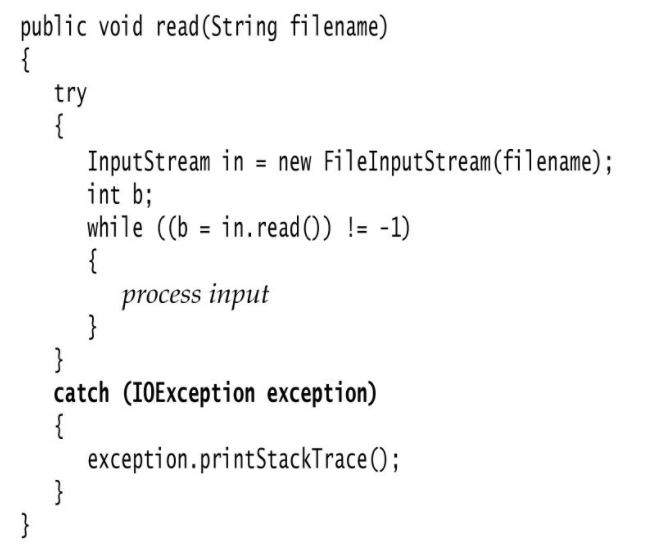 public void read(String filename)
{
   try
   {
      InputStream in = new FileInputStream(filename);
      int b;
      while ((b = in.read()) != -1)
      {
         process input
      }
   }
   catch (IOException exception)
   {
      exception.printStackTrace();
   }
}